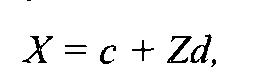 X = c + Zd,